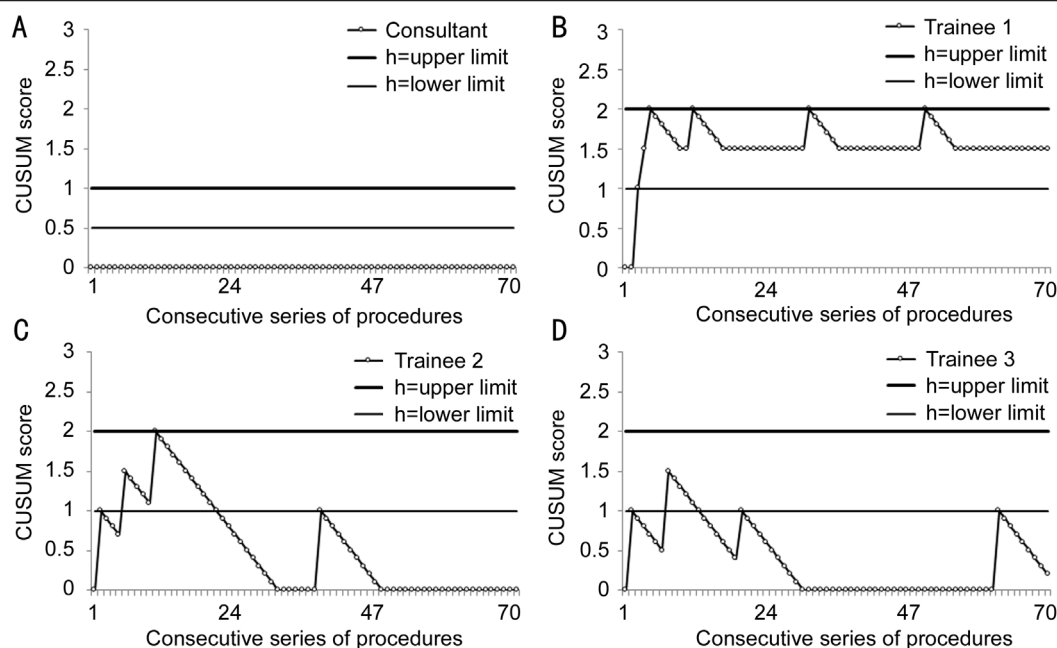 A
3
2.5
2
1.5
1
0.5
0
CUSUM score
Consultant
h=upper limit
h=lower limit
1
24
47
70
Consecutive series of procedures
B
3
2.5
2
1.5
1
0.5
0
CUSUM score
Trainee 1
h=upper limit
h=lower limit
1
24
47
70
Consecutive series of procedures
C
3
2.5
2
1.5
1
0.5
0
CUSUM score
Trainee 2
h=upper limit
h=lower limit
1
24
47
70
Consecutive series of procedures
D
3
2.5
2
1.5
1
0.5
0
CUSUM score
Trainee 3
h=upper limit
h=lower limit
1
24
47
70
Consecutive series of procedures